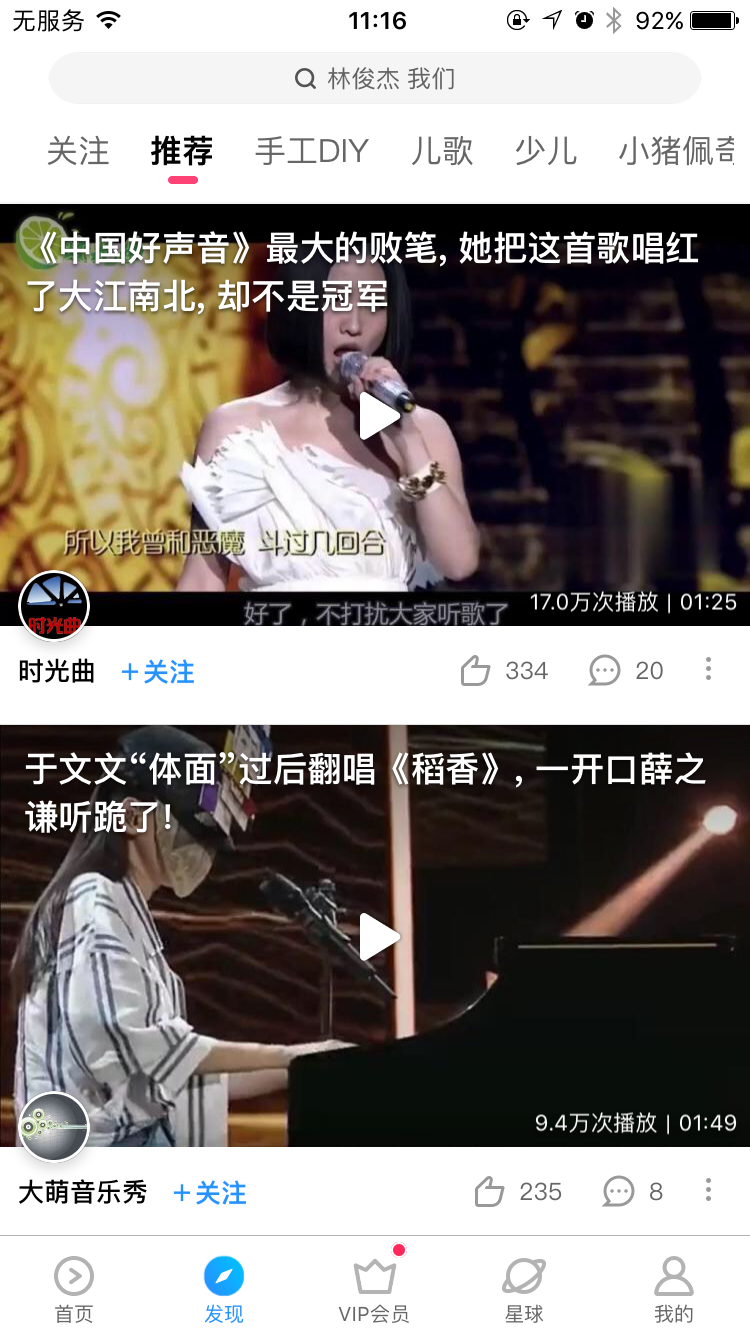 无服务
11:16
92%
林俊杰 我们
关注
推荐
手工DIY
儿歌
少儿
小猪佩奇
《中国好声音》最大的败笔, 她把这首歌唱红
了大江南北, 却不是冠军
所以我曾和恶魔 斗过几回合
好了，不打扰大家听歌了
17.0万次播放 | 01:25
时光曲
时光曲
+关注
334
20
于文文“体面”过后翻唱《稻香》, 一开口薛之
谦听跪了!
9.4万次播放 | 01:49
大萌音乐秀
+关注
235
8
首页
发现
VIP会员
星球
我的